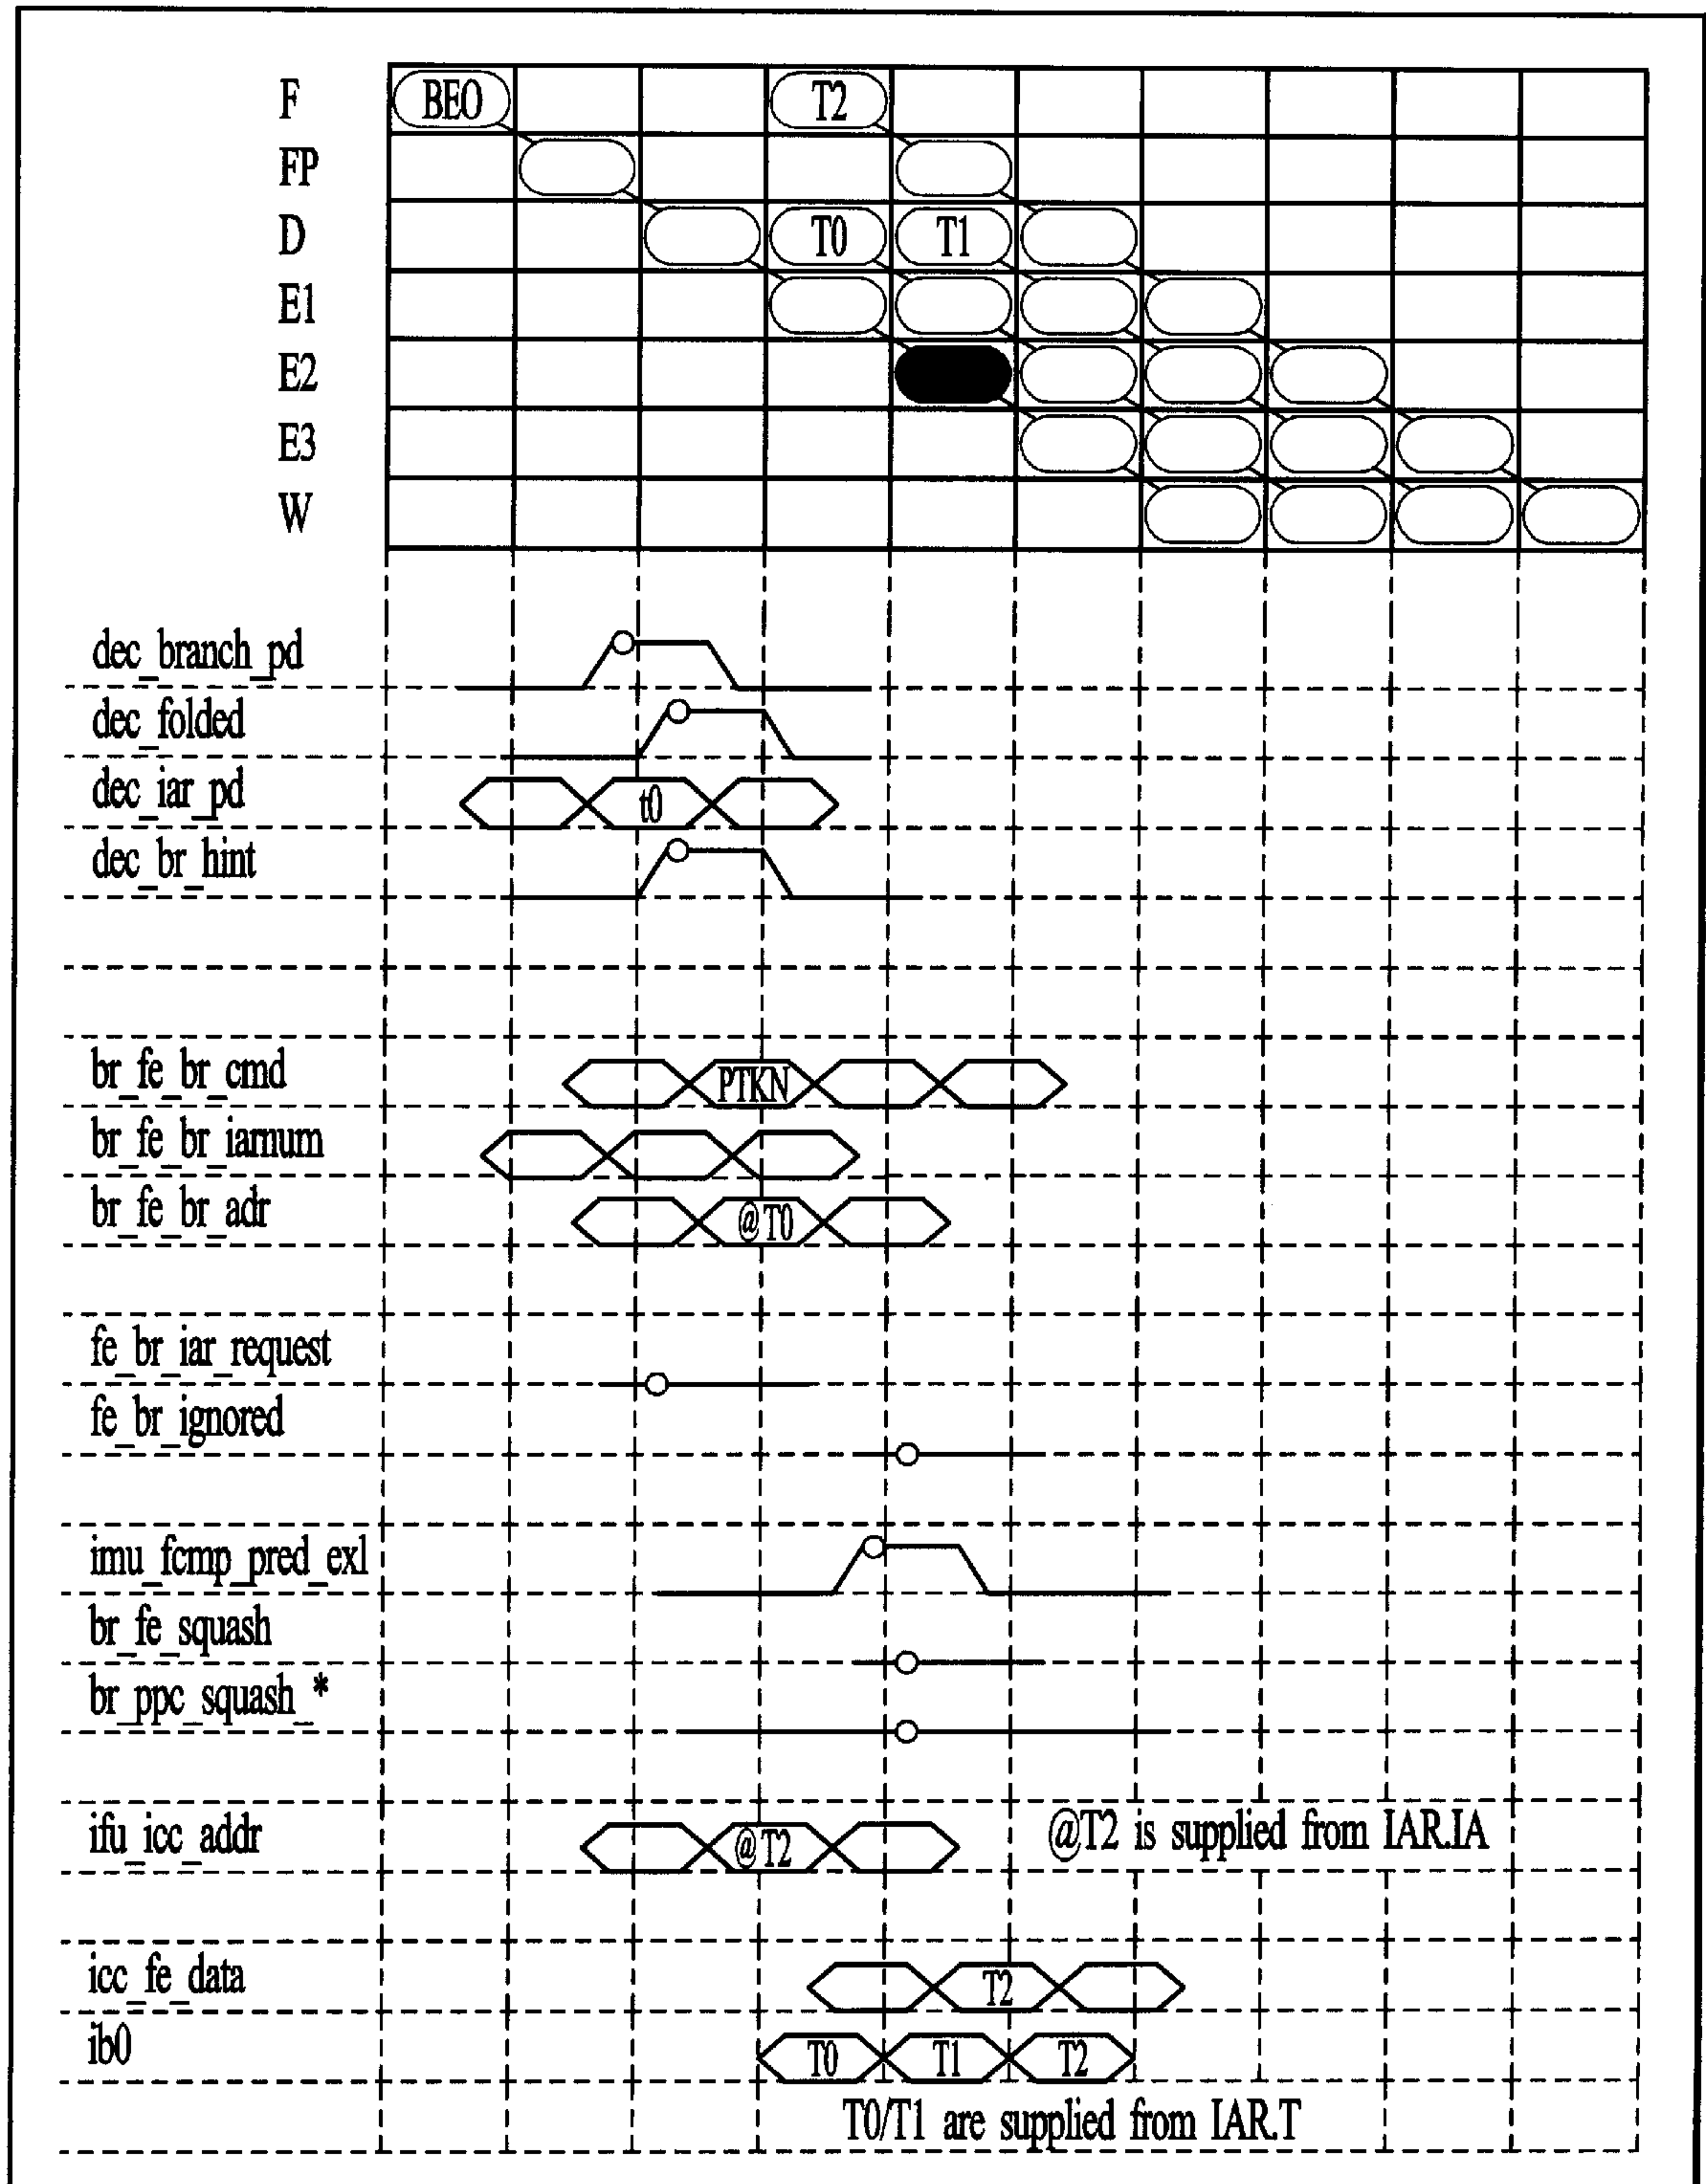 F BEO T2
FP
D T0 T1
E1
E2
E3
W
dec_branch_pd
dec_folded
dec_iar_pd t0
dec_br_hint
br_fe_br_cmd PTKN
br_fe_br_iarnum
br_fe_br_adr @T0
fe_br_iar_request
fe_br_ignored
imu_fcmp_pred_exl
br_fe_squash
br_ppc_squash_*
ifu_icc_addr @T2 @T2 is supplied from IAR.IA
icc_fe_data T2
ib0 T0 T1 T2
T0/T1 are supplied from IAR.T